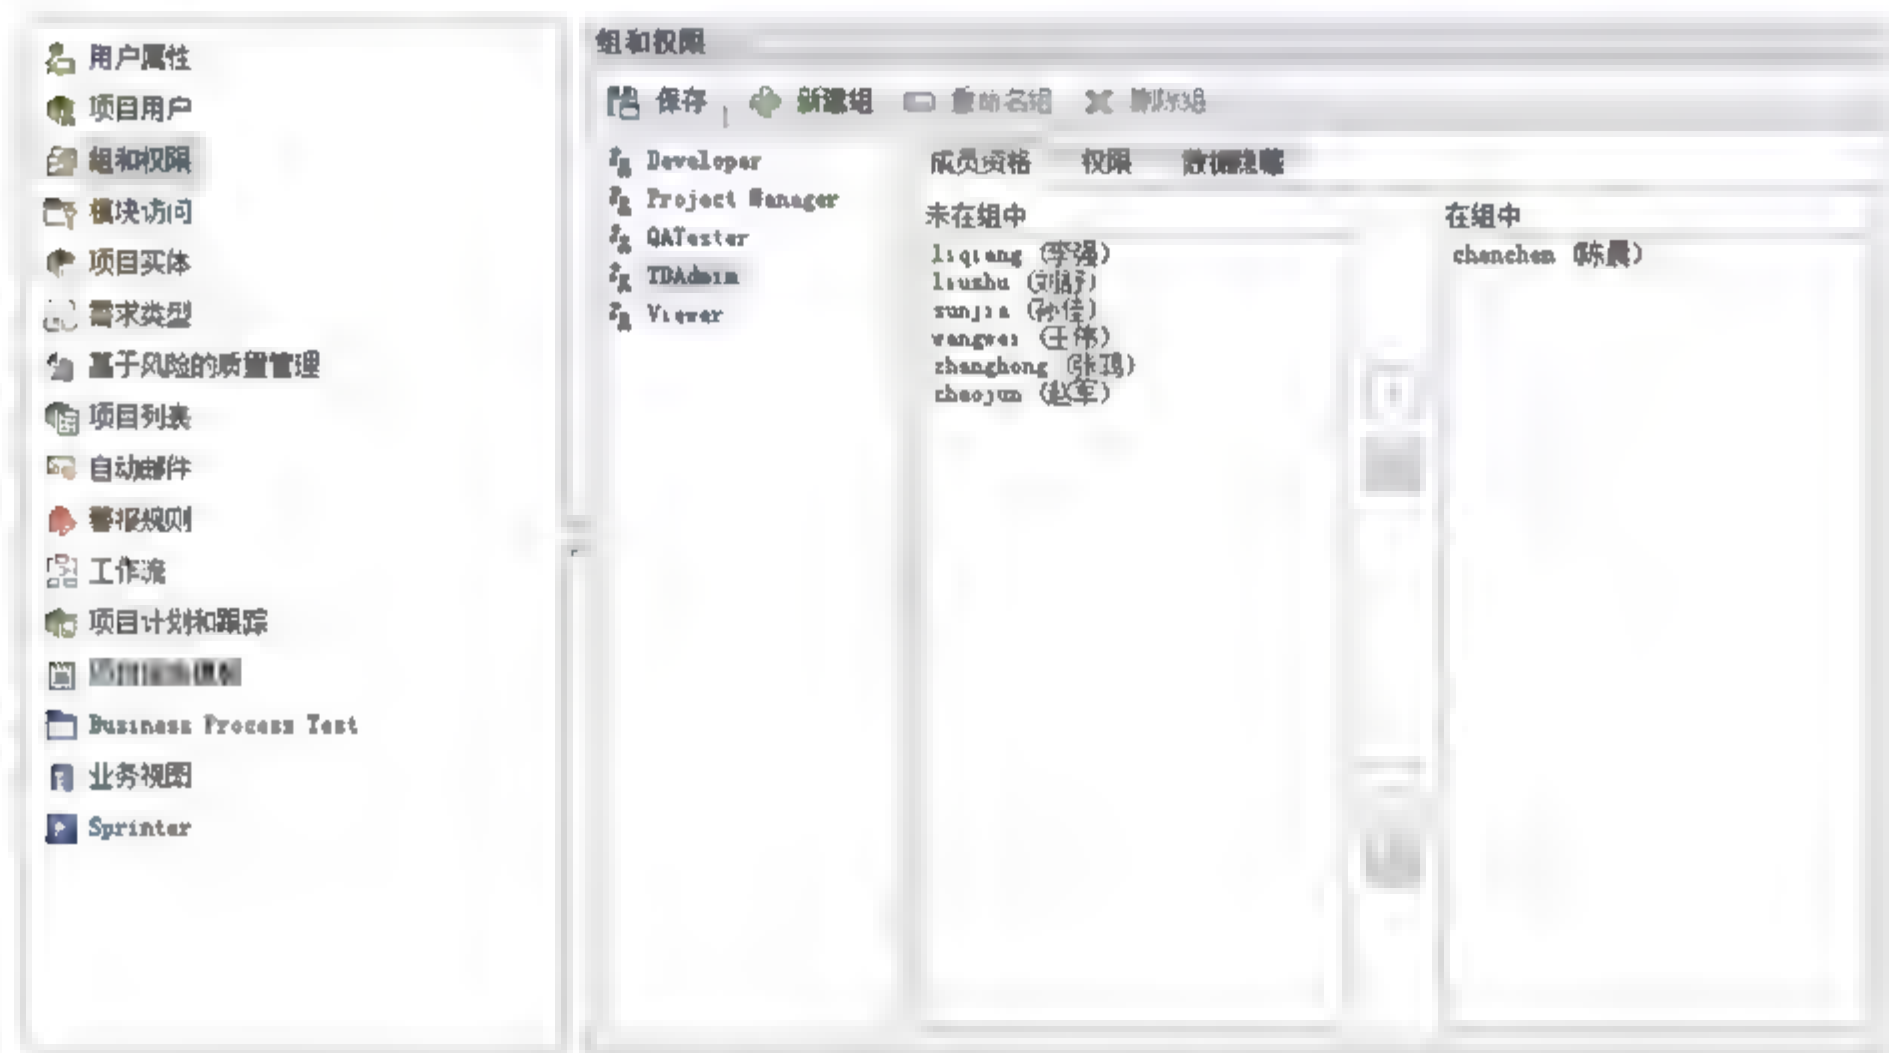 用户属性
项目用户
组和权限
模块访问
项目实体
需求类型
基于风险的质量管理
项目列表
自动邮件
警报规则
工作流
项目计划和跟踪
Business Process Test
业务视图
Sprinter
组和权限
保存 新建组 重命名组 删除组
Developer
Project Manager
QATester
TDAdmin
Viewer
成员资格 权限 数据隐藏
未在组中
liqiang (李强)
liushu (刘舒)
sunjia (孙佳)
wangwei (王伟)
zhanghong
zhaojun (赵军)
在组中
chenchen (陈晨)